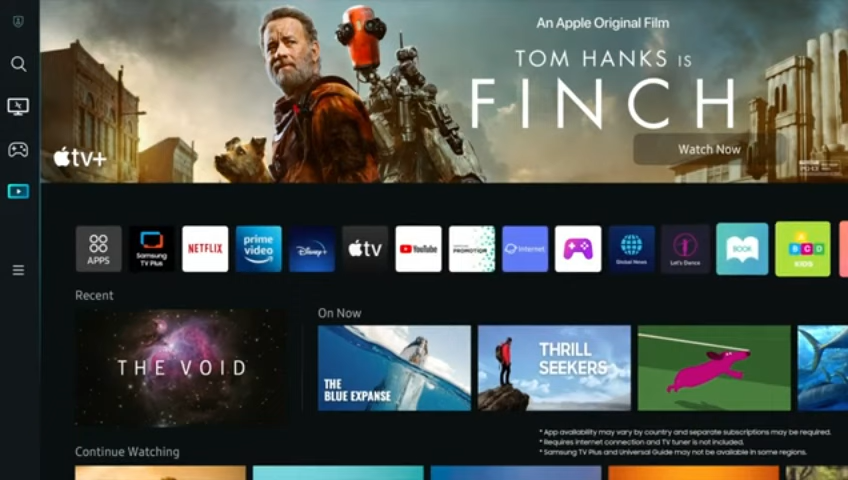 An Apple Original Film
TOM HANKS IS
FINCH
tv+
Watch Now
APPS
Samsung
TV Plus
NETFLIX
prime
video
Disney+
tv
YouTube
PROMOTION
Internet
Global News
Let's Dance
BOOK
B C D
KIDS
Recent
On Now
THE VOID
THE
BLUE EXPANSE
THRILL
SEEKERS
* App availability may vary by country and separate subscriptions may be required.
* Requires internet connection and TV tuner is not included.
* Samsung TV Plus and Universal Guide may not be available in some regions.
Continue Watching